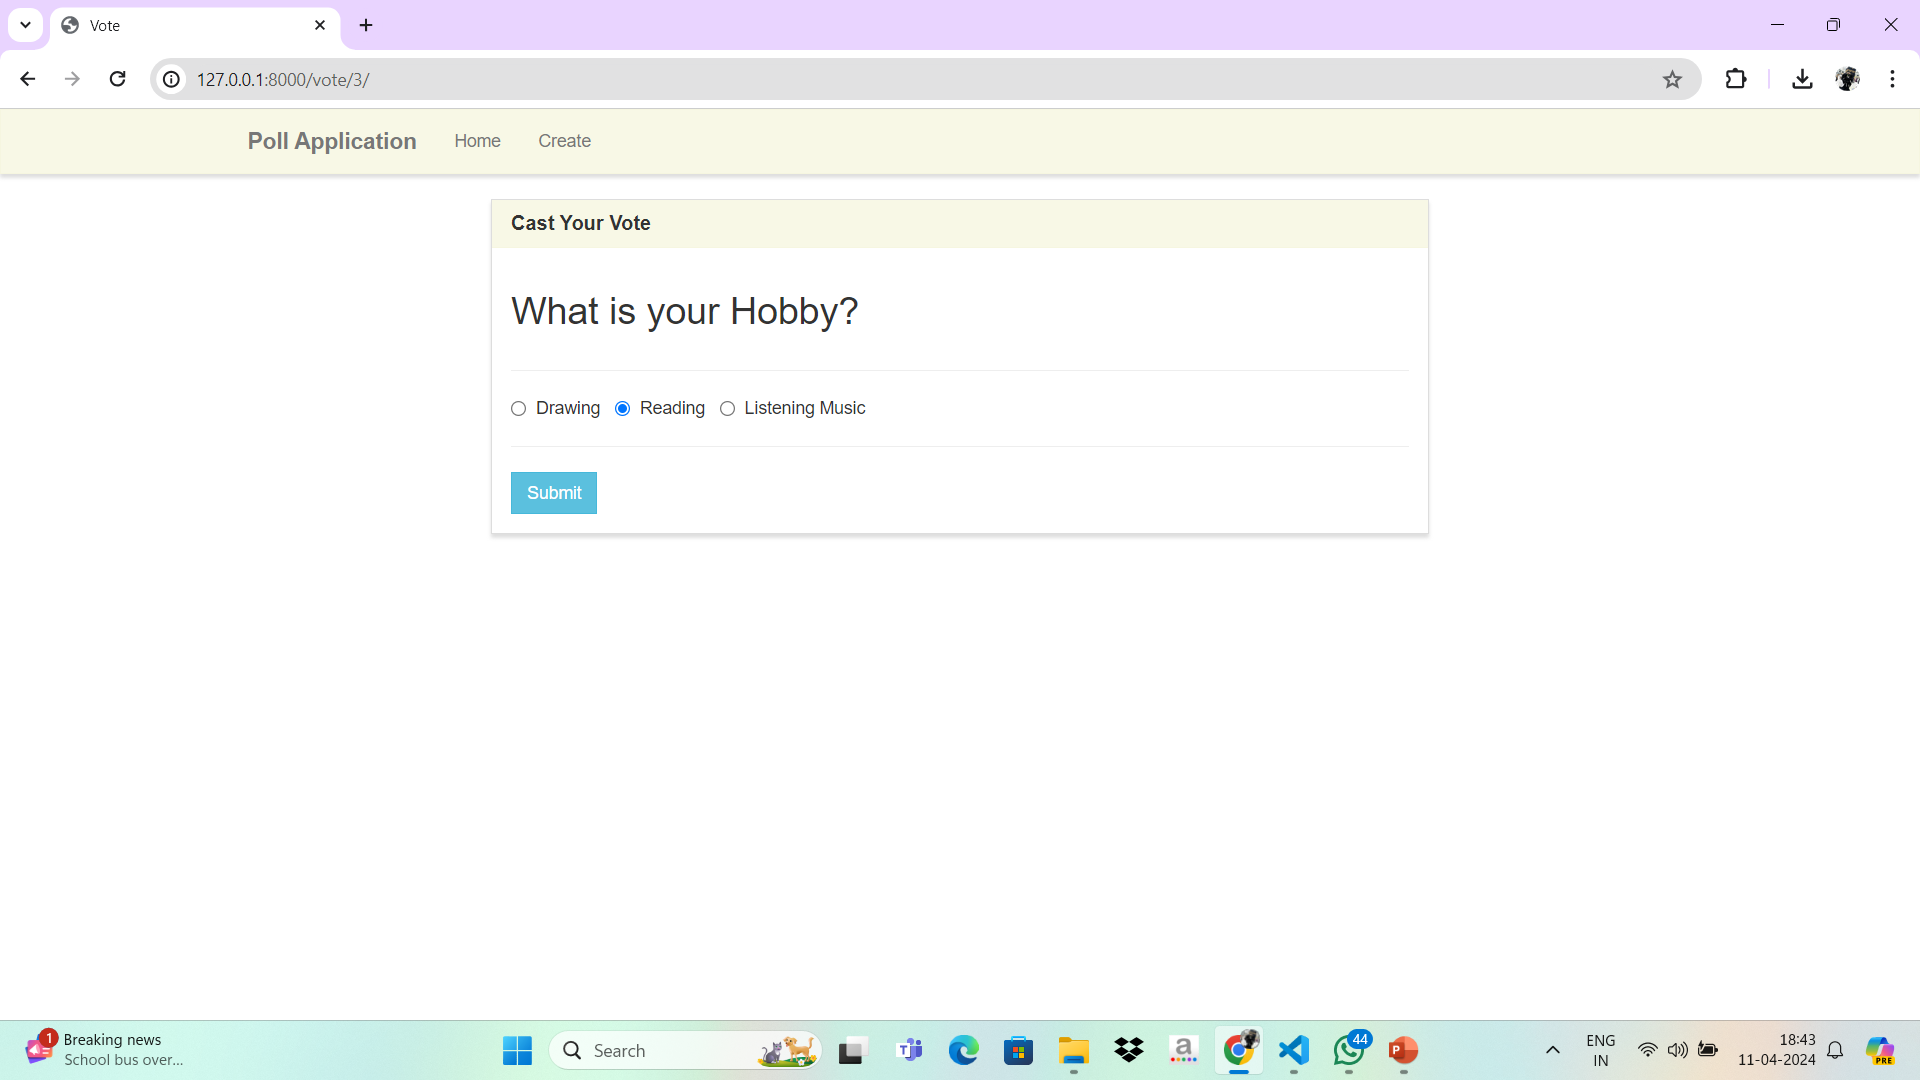 Vote
127.0.0.1:8000/vote/3/
Poll Application Home Create
Cast Your Vote
What is your Hobby?
Drawing Reading Listening Music
Submit
1
Breaking news
School bus over...
Search
a
44
P
ENG
IN
18:43
11-04-2024
PRE